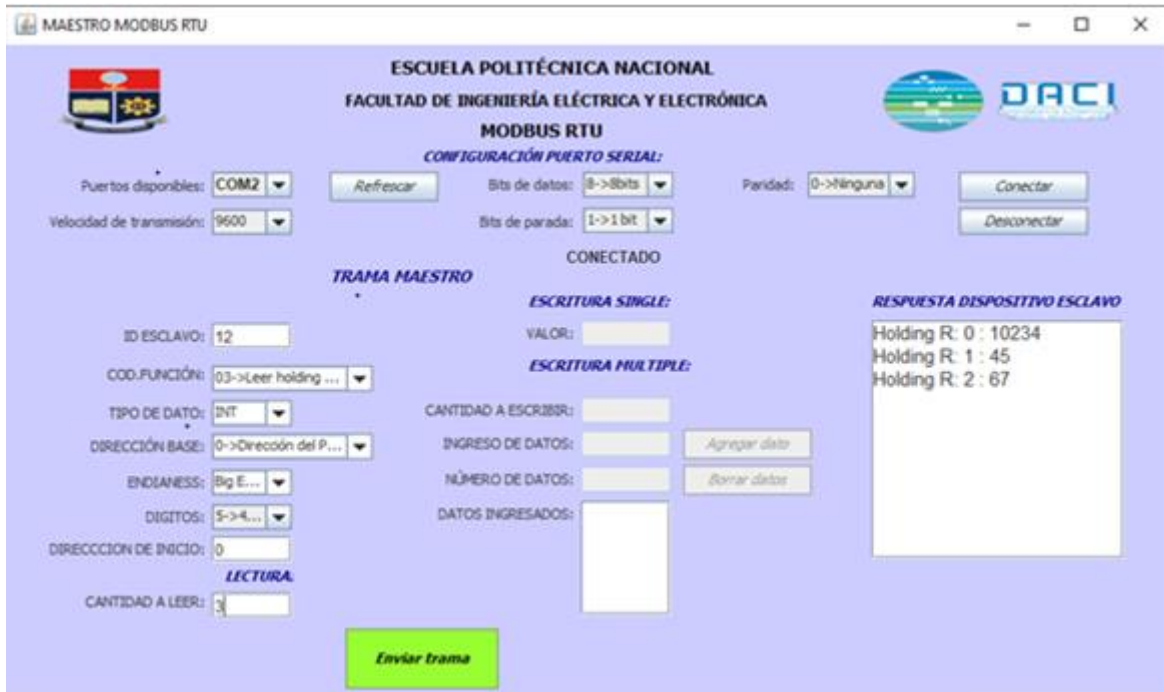 MAESTRO MODBUS RTU
ESCUELA POLITÉCNICA NACIONAL
FACULTAD DE INGENIERÍA ELÉCTRICA Y ELECTRÓNICA
MODBUS RTU
DACI
CONFIGURACIÓN PUERTO SERIAL:
Puertos disponibles: COM2 Refrescar Bits de datos: 8->8bits Paridad: 0->Ninguna Conectar
Velocidad de transmisión: 9600 Bits de parada: 1->1 bit Desconectar
CONECTADO
TRAMA MAESTRO
ESCRITURA SINGLE: RESPUESTA DISPOSITIVO ESCLAVO
ID ESCLAVO: 12 VALOR: Holding R: 0 : 10234
Holding R: 1 : 45
ESCRITURA MULTIPLE: Holding R: 2 : 67
COD.FUNCIÓN: 03->Leer holding ...
TIPO DE DATO: INT CANTIDAD A ESCRIBIR:
DIRECCIÓN BASE: 0->Dirección del P... INGRESO DE DATOS: Agregar dato
ENDIANESS: Big E... NÚMERO DE DATOS: Borrar datos
DIGITOS: 5->4... DATOS INGRESADOS:
DIRECCCION DE INICIO: 0
LECTURA:
CANTIDAD A LEER: 3
Enviar trama